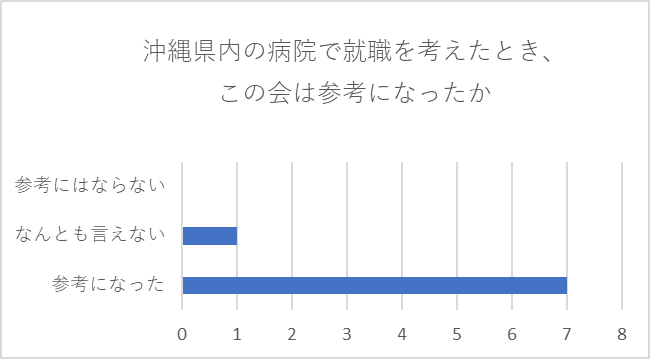 沖縄県内の病院で就職を考えたとき、
この会は参考になったか
参考にはならない
なんとも言えない
参考になった
0 1 2 3 4 5 6 7 8